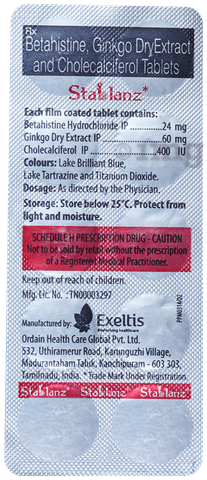 Rx
Betahistine, Ginkgo DryExtract
and Cholecalciferol Tablets
Stablanz*
Each film coated tablet contains:
Betahistine Hydrochloride IP ............24 mg
Ginkgo Dry Extract IP ..................60 mg
Cholecalciferol IP ..................400 IU
Colours: Lake Brilliant Blue,
Lake Tartrazine and Titanium Dioxide.
Dosage: As directed by the Physician.
Storage: Store below 25°C. Protect from
light and moisture.
SCHEDULE H PRESCRIPTION DRUG - CAUTION
Not to be sold by retail without the prescription
of a Registered Medical Practitioner.
Keep out of reach of children.
Mfg. Lic. No.: TN00003297
Manufactured by: Exeltis
Rethinking healthcare
Ordain Health Care Global Pvt. Ltd.
532, Uthiramerur Road, Karunguzhi Village,
Madurantaham Taluk, Kanchipuram - 603 303,
Tamilnadu, India. * Trade Mark Under Registration
Stablanz Stablanz Stablanz